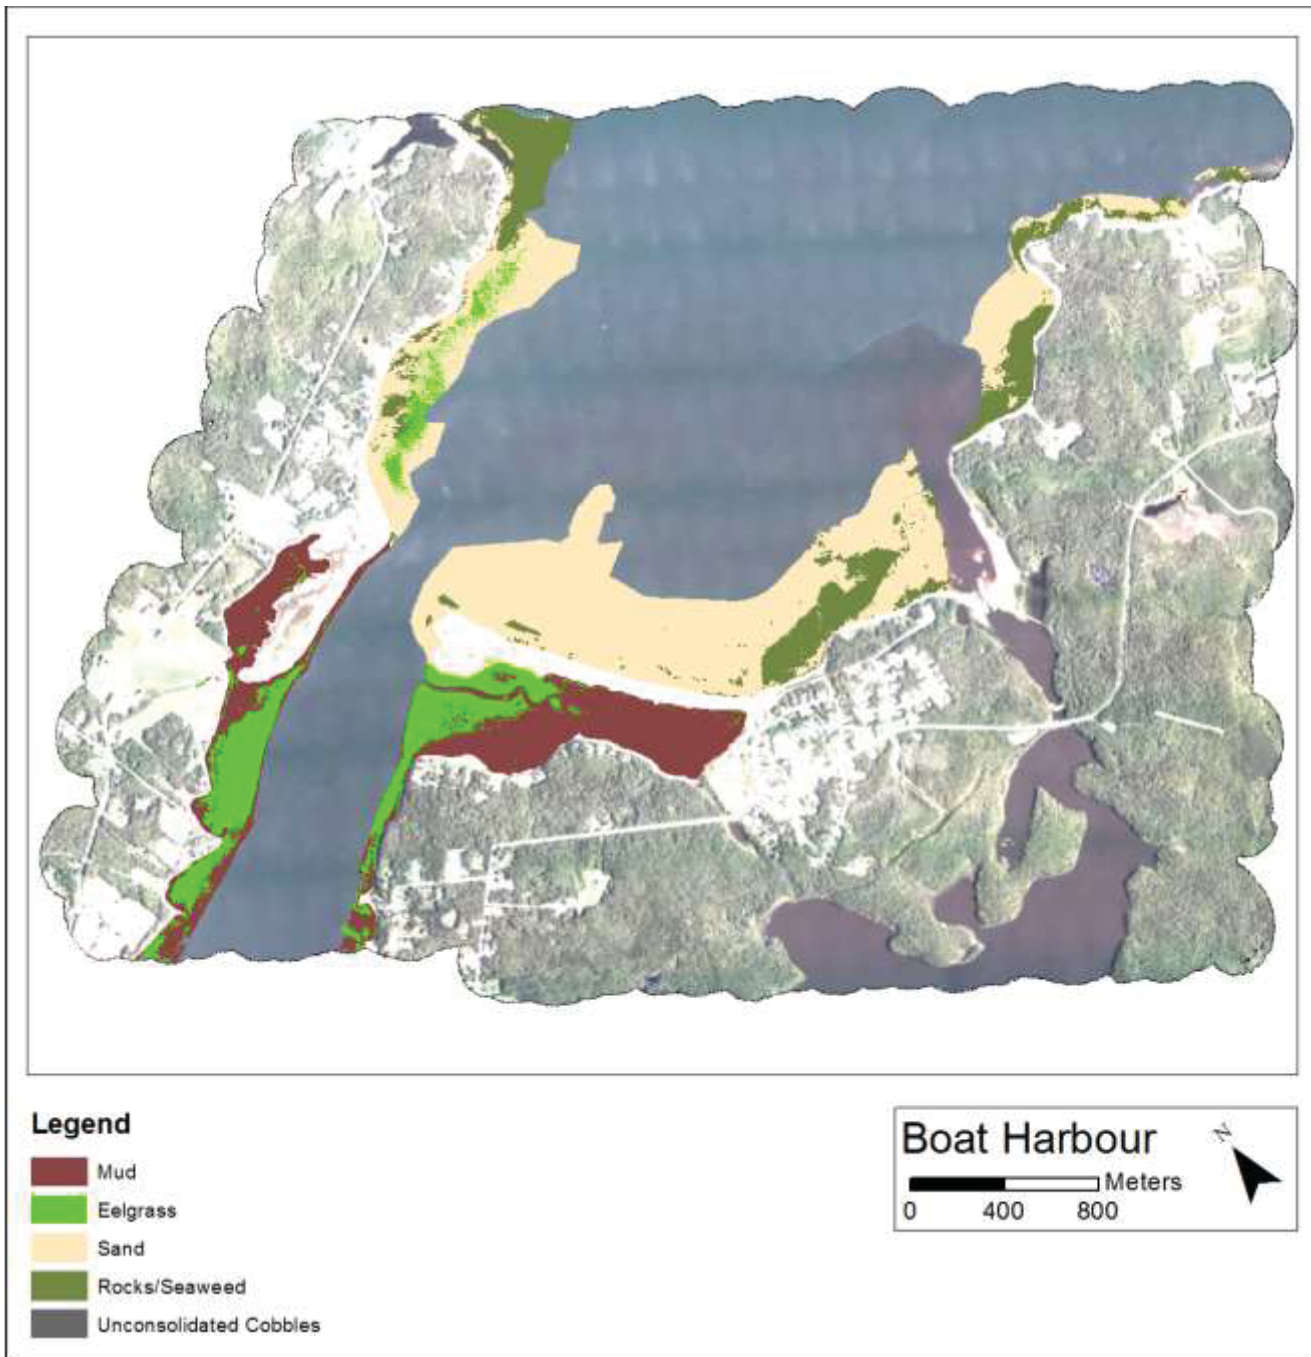 Legend
Mud
Eelgrass
Sand
Rocks/Seaweed
Unconsolidated Cobbles
Boat Harbour
N
Meters
0 400 800